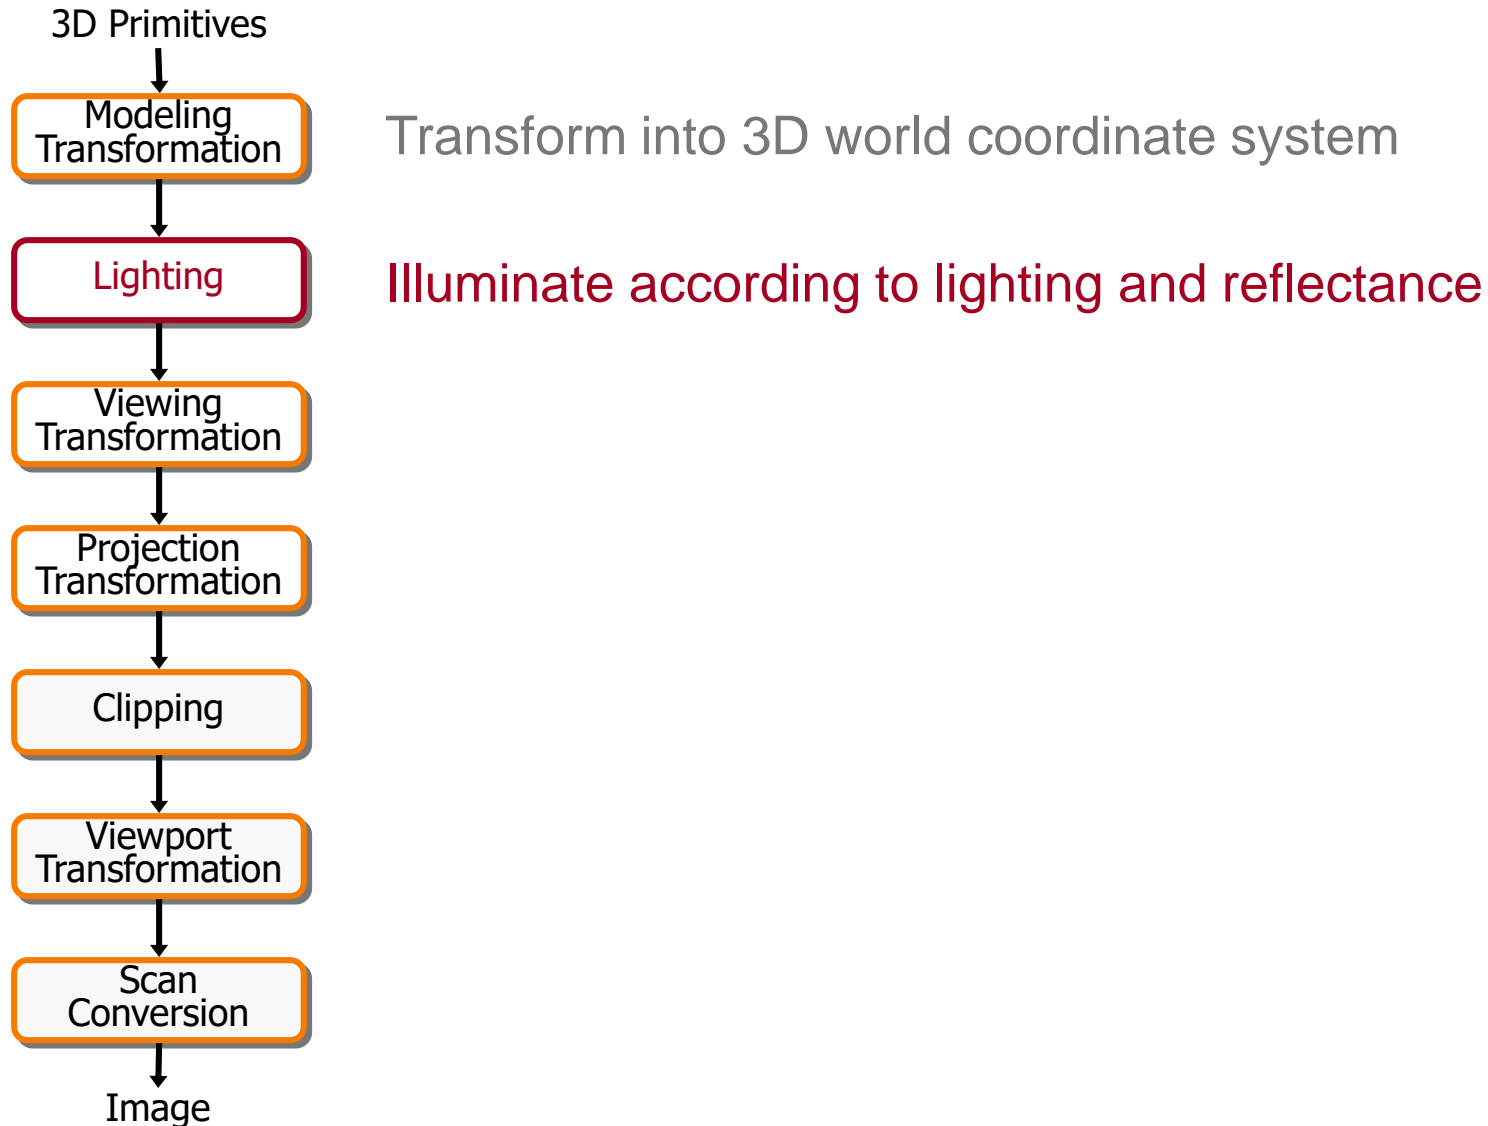 3D Primitives
Modeling
Transformation
Transform into 3D world coordinate system
Lighting
Illuminate according to lighting and reflectance
Viewing
Transformation
Projection
Transformation
Clipping
Viewport
Transformation
Scan
Conversion
Image